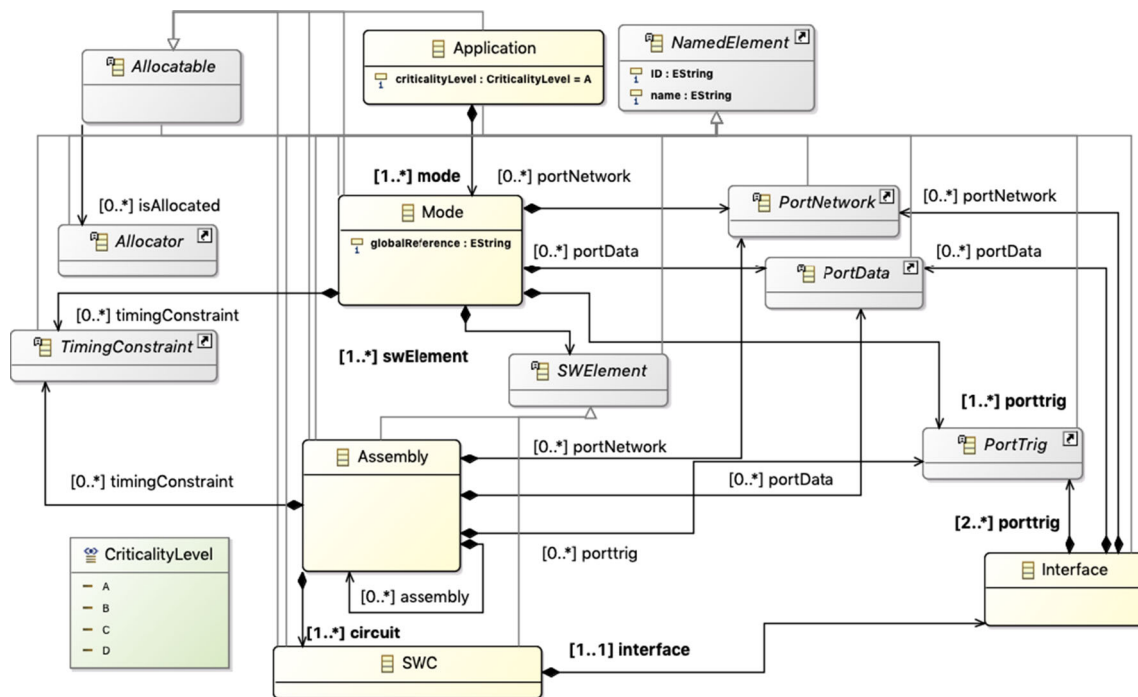 Application
criticalityLevel : CriticalityLevel = A
NamedElement
ID : EString
name : EString
Allocatable
[0..*] isAllocated
Allocator
[1..*] mode
[0..*] portNetwork
Mode
globalReference : EString
PortNetwork
[0..*] portNetwork
[0..*] portData
PortData
[0..*] portData
[0..*] timingConstraint
TimingConstraint
[1..*] swElement
SWElement
[1..*] porttrig
PortTrig
Assembly
[0..*] portNetwork
[0..*] timingConstraint
[0..*] portData
[2..*] porttrig
[0..*] porttrig
CriticalityLevel
A
B
C
D
Interface
[0..*] assembly
[1..*] circuit
SWC
[1..1] interface